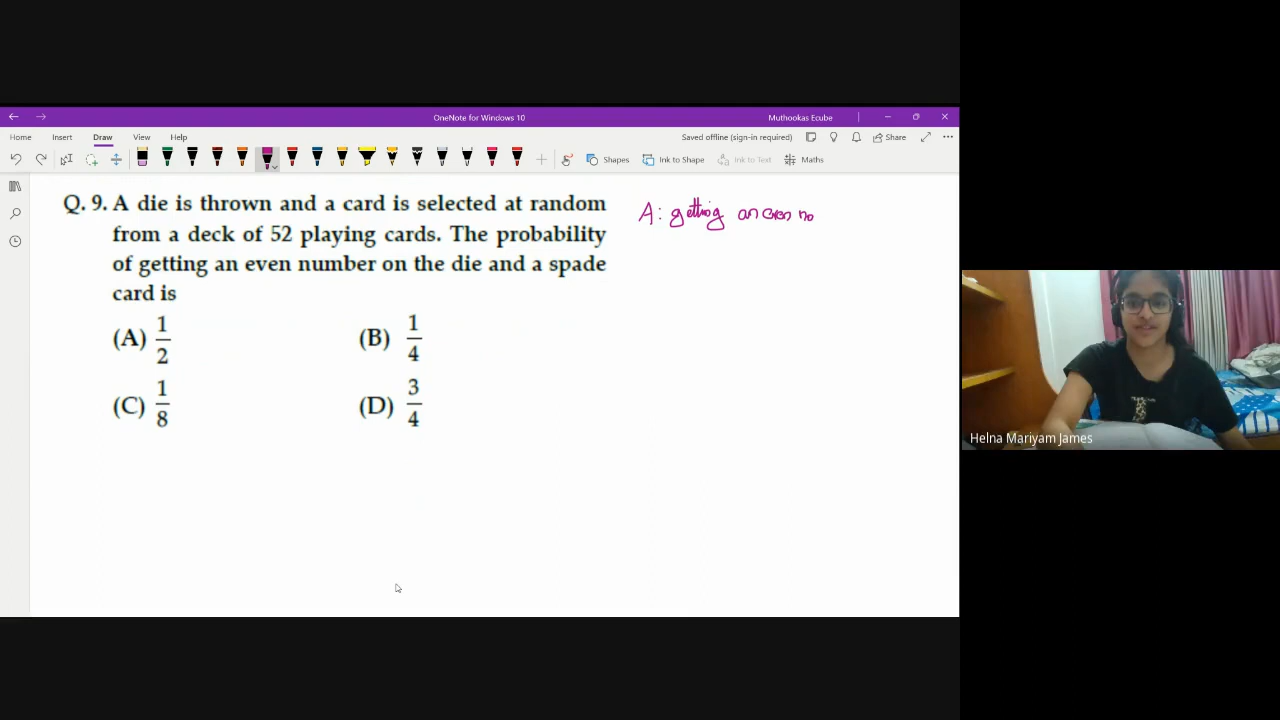 OneNote for Windows 10
Muthookas Ecube
Home Insert Draw View Help
Saved offline (sign-in required)
Share
Shapes
Ink to Shape
Ink to Text
Maths
Q. 9. A die is thrown and a card is selected at random
from a deck of 52 playing cards. The probability
of getting an even number on the die and a spade
card is
(A) 1/2 (B) 1/4
(C) 1/8 (D) 3/4
A: getting an even no
Helna Mariyam James